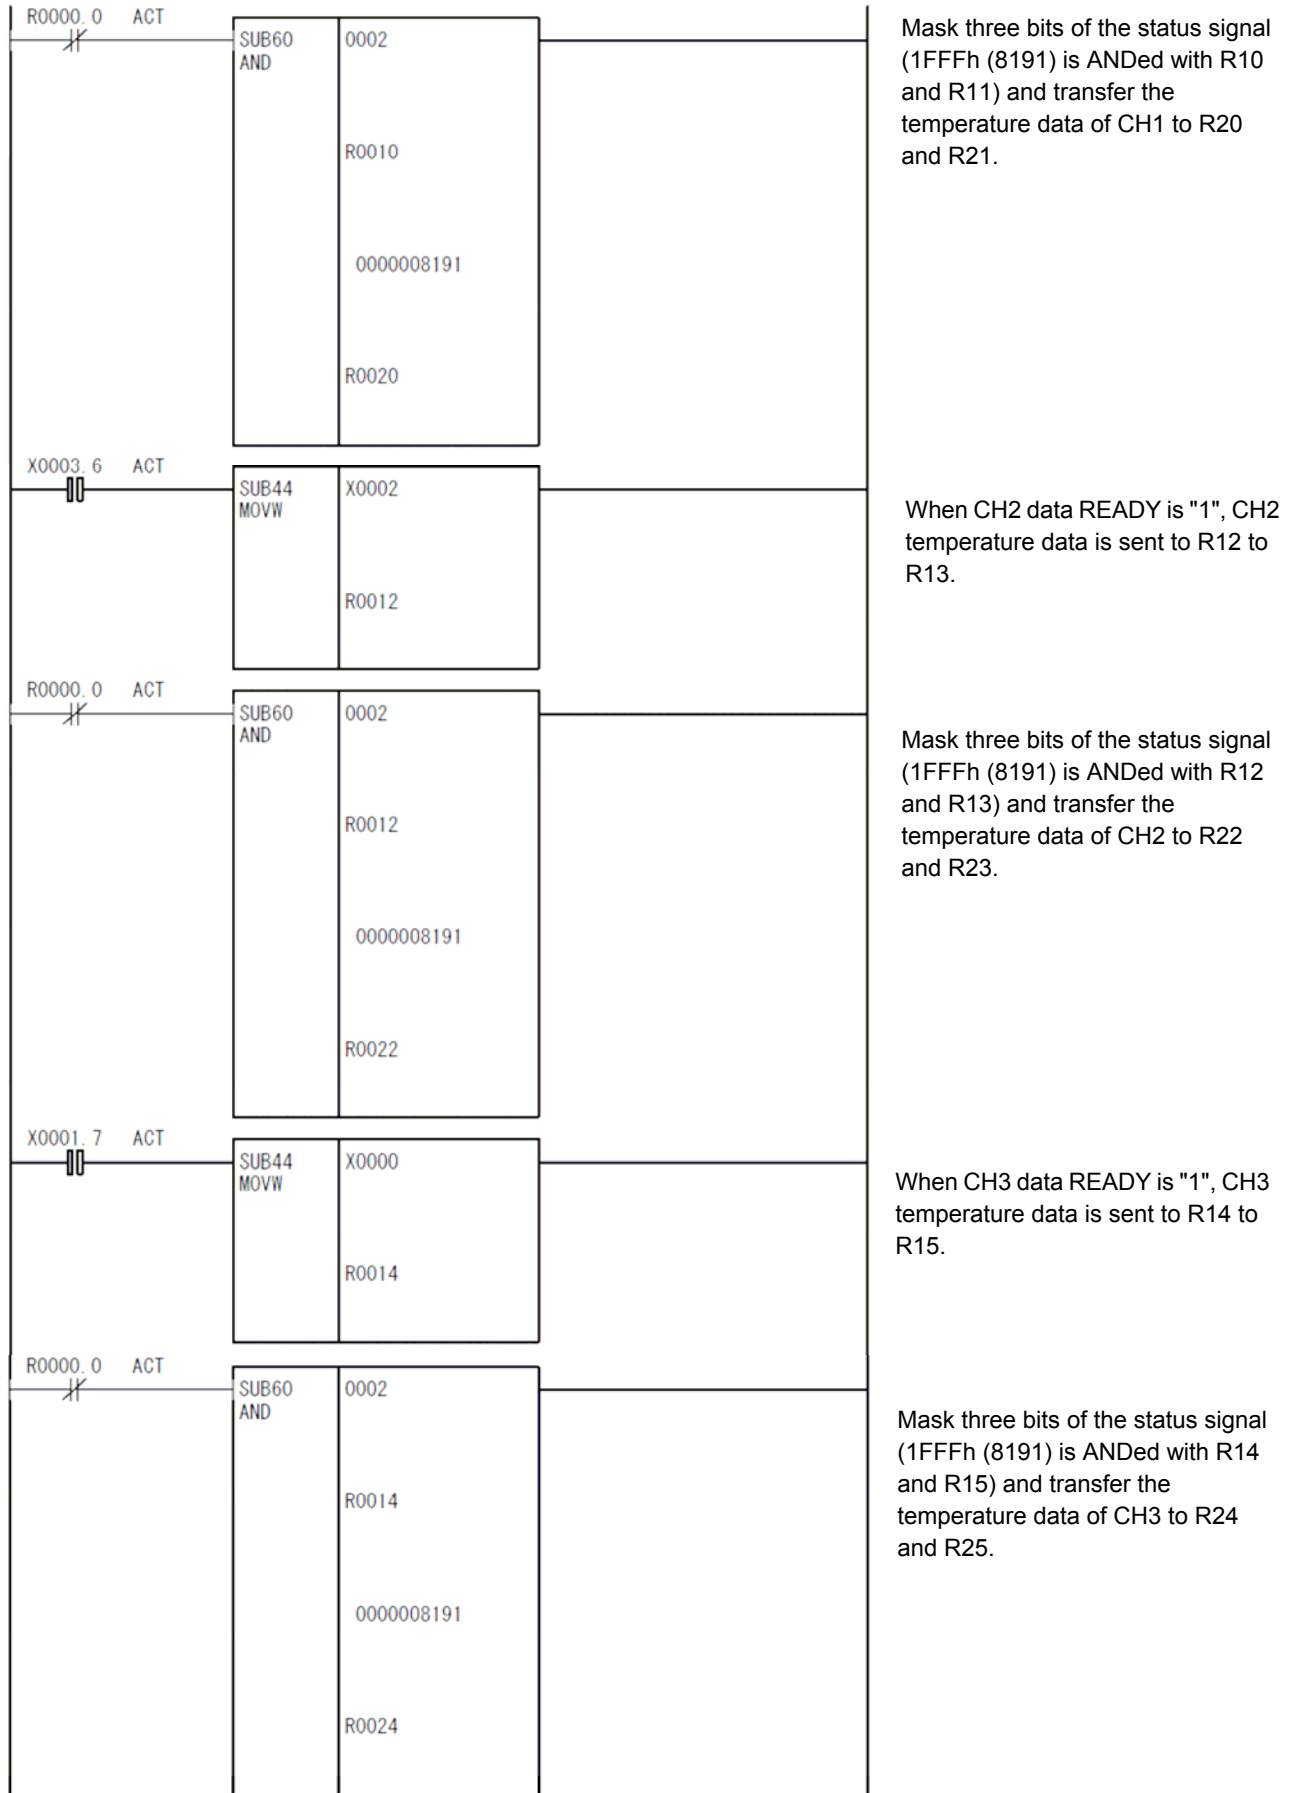 R0000. 0 ACT
SUB60 0002
AND
R0010
0000008191
R0020
Mask three bits of the status signal
(1FFFh (8191) is ANDed with R10
and R11) and transfer the
temperature data of CH1 to R20
and R21.
X0003. 6 ACT
SUB44 X0002
MOVW
R0012
When CH2 data READY is "1", CH2
temperature data is sent to R12 to
R13.
R0000. 0 ACT
SUB60 0002
AND
R0012
0000008191
R0022
Mask three bits of the status signal
(1FFFh (8191) is ANDed with R12
and R13) and transfer the
temperature data of CH2 to R22
and R23.
X0001. 7 ACT
SUB44 X0000
MOVW
R0014
When CH3 data READY is "1", CH3
temperature data is sent to R14 to
R15.
R0000. 0 ACT
SUB60 0002
AND
R0014
0000008191
R0024
Mask three bits of the status signal
(1FFFh (8191) is ANDed with R14
and R15) and transfer the
temperature data of CH3 to R24
and R25.